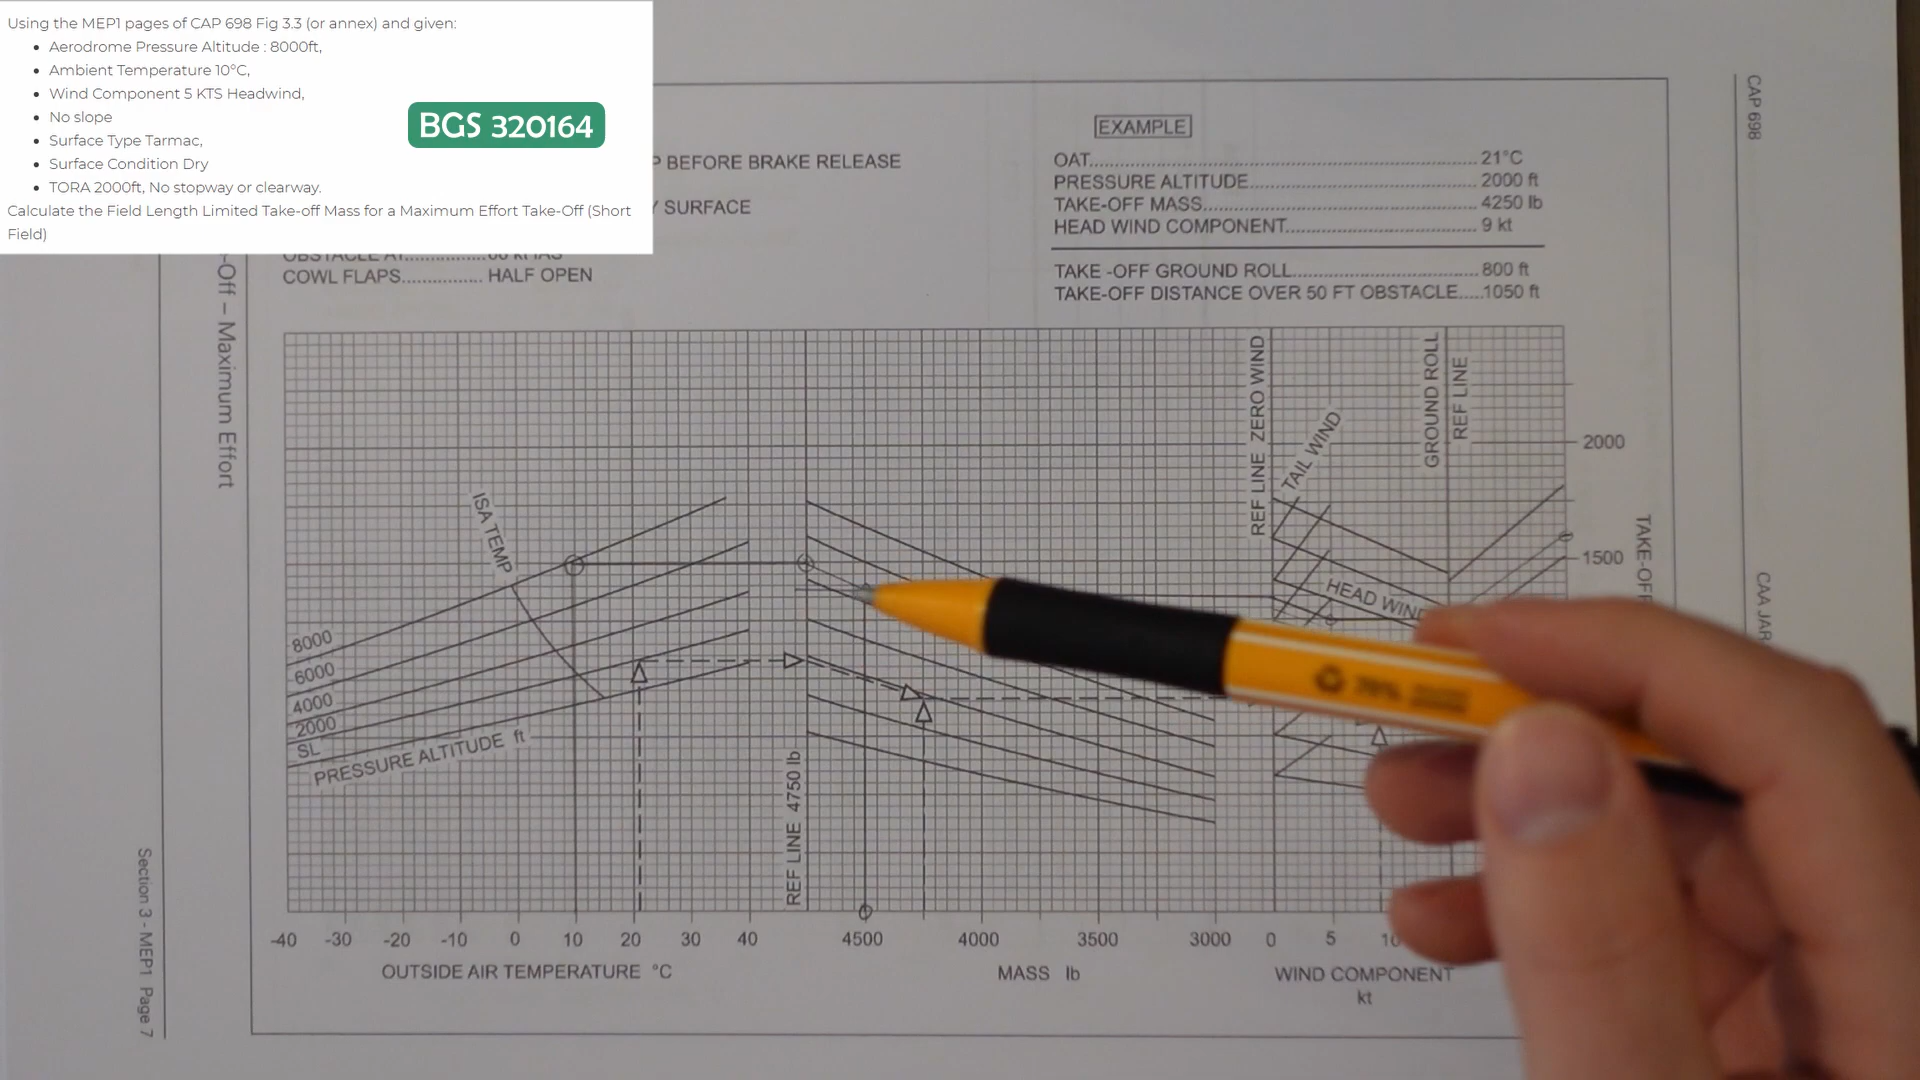 Using the MEP1 pages of CAP 698 Fig 3.3 (or annex) and given:
• Aerodrome Pressure Altitude : 8000ft,
• Ambient Temperature 10°C,
• Wind Component 5 KTS Headwind,
• No slope
• Surface Type Tarmac,
• Surface Condition Dry
• TORA 2000ft, No stopway or clearway.
Calculate the Field Length Limited Take-off Mass for a Maximum Effort Take-Off (Short
Field)
BGS 320164
BEFORE BRAKE RELEASE
SURFACE
COWL FLAPS................ HALF OPEN
EXAMPLE
OAT........................................................................ 21°C
PRESSURE ALTITUDE.......................................... 2000 ft
TAKE-OFF MASS.................................................. 4250 lb
HEAD WIND COMPONENT................................... 9 kt
TAKE -OFF GROUND ROLL.................................. 800 ft
TAKE-OFF DISTANCE OVER 50 FT OBSTACLE.....1050 ft
CAP 698
CAA JAR
-Off – Maximum Effort
Section 3 - MEP1 Page 7
ISA TEMP
8000
6000
4000
2000
SL
PRESSURE ALTITUDE ft
REF LINE 4750 lb
REF LINE ZERO WIND
TAIL WIND
HEAD WIND
GROUND ROLL
REF LINE
2000
1500
TAKE-OFF
-40 -30 -20 -10 0 10 20 30 40 4500 4000 3500 3000 0 5 10
OUTSIDE AIR TEMPERATURE °C
MASS lb
WIND COMPONENT
kt